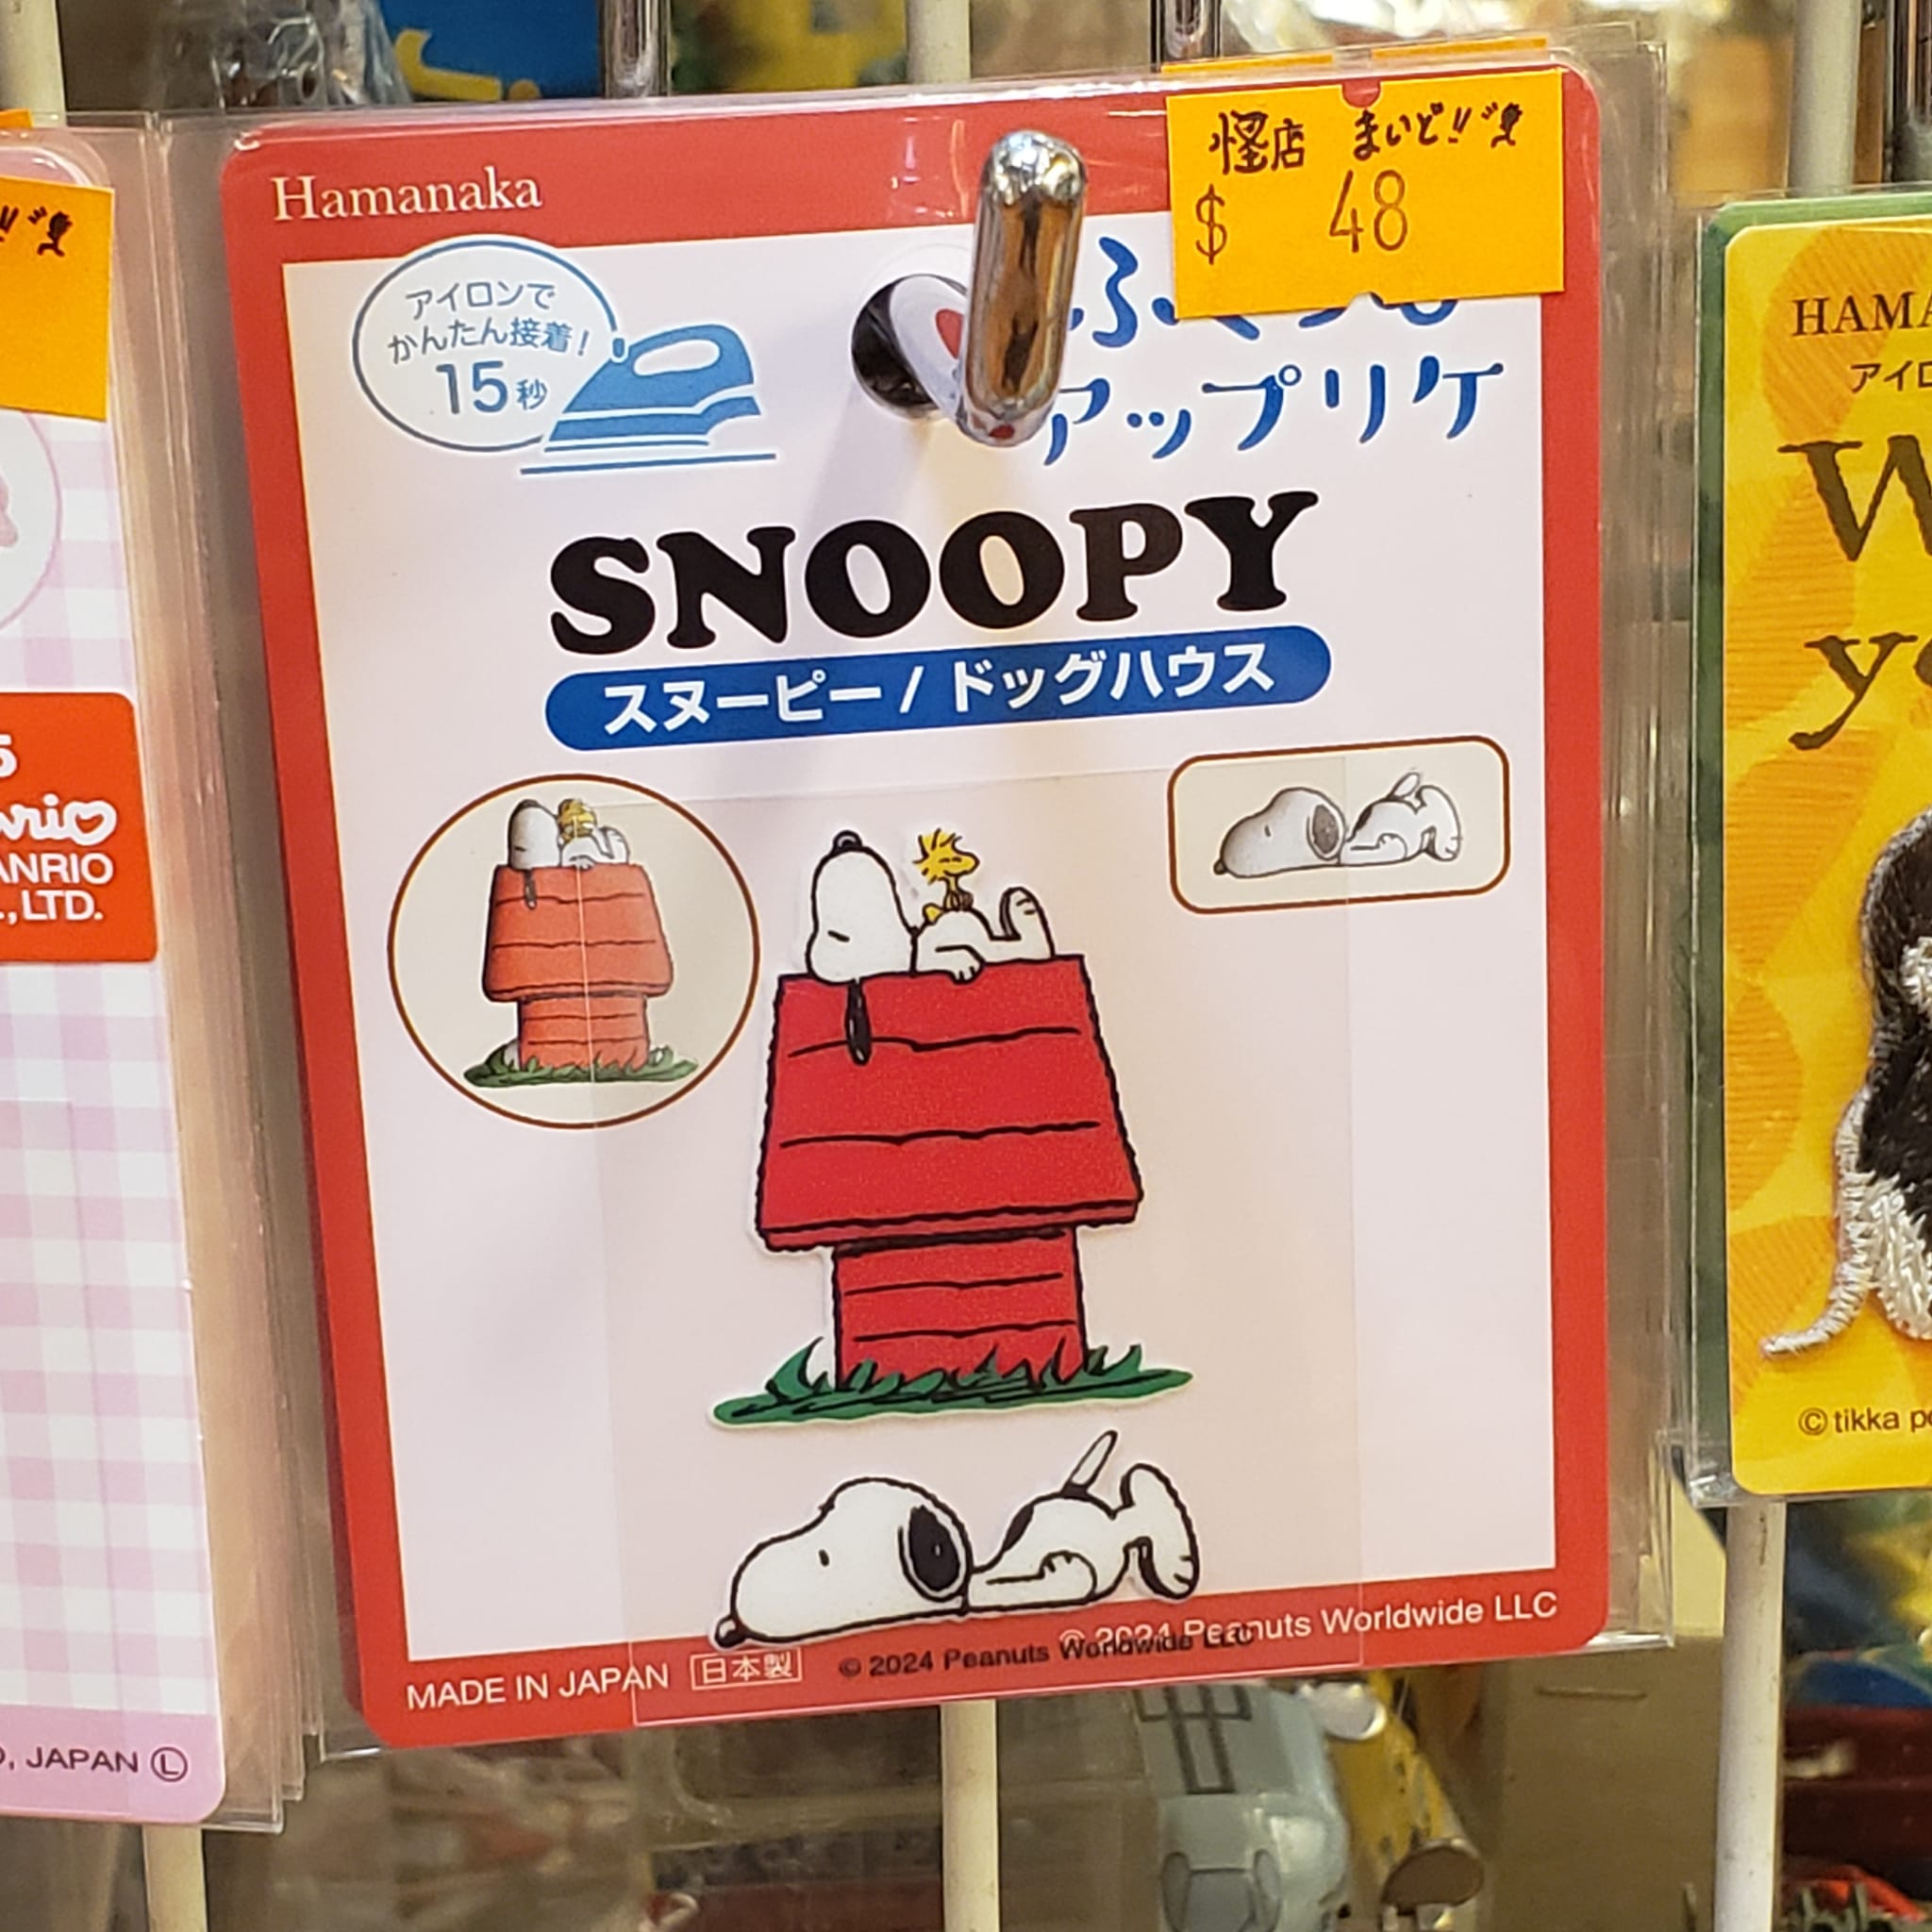 Hamanaka
怪店 まいど!!
$ 48
アイロンで
かんたん接着!
15秒
アップリケ
SNOOPY
スヌーピー / ドッグハウス
MADE IN JAPAN 日本製
© 2024 Peanuts Worldwide LLC
© 2024 Peanuts Worldwide LLC
5
ANRIO
, LTD.
, JAPAN Ⓛ
HAMA
アイロ
W
© tikka